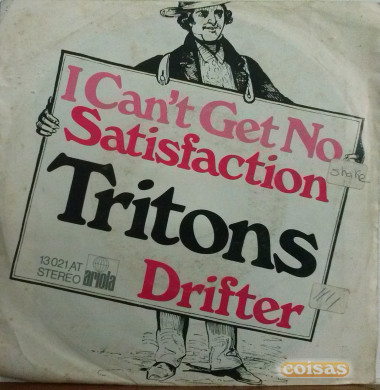 I Can't Get No
Satisfaction
Tritons
Drifter
13 021 AT
STEREO
ariola
coisas